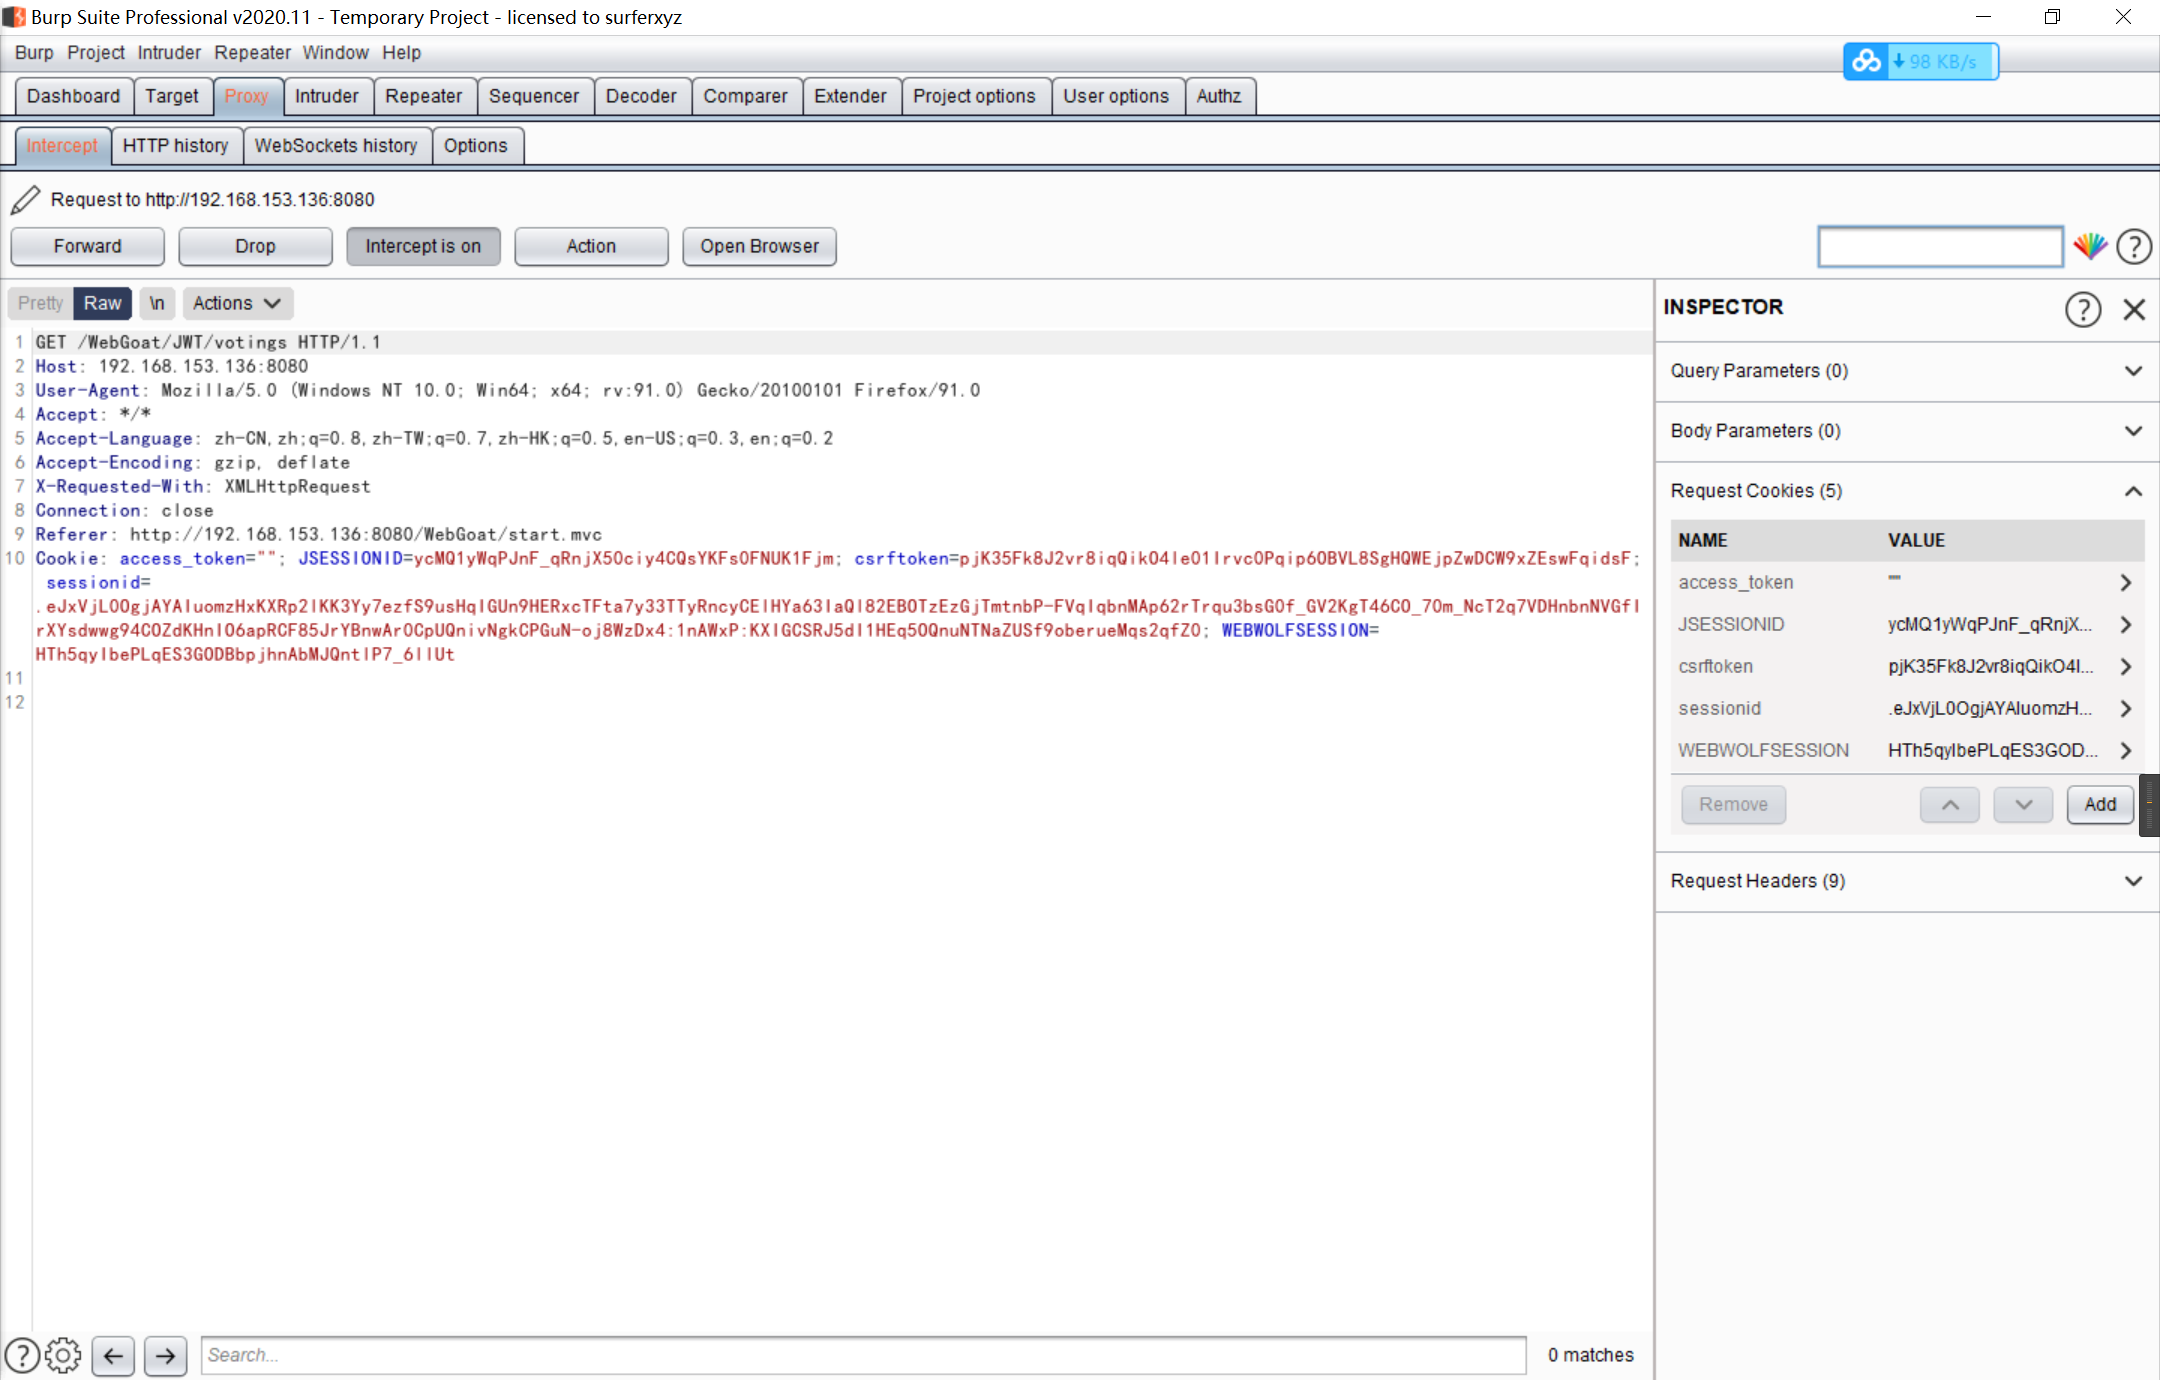 Burp Suite Professional v2020.11 - Temporary Project - licensed to surferxyz
Burp Project Intruder Repeater Window Help
98 KB/s
Dashboard Target Proxy Intruder Repeater Sequencer Decoder Comparer Extender Project options User options Authz
Intercept HTTP history WebSockets history Options
Request to http://192.168.153.136:8080
Forward Drop Intercept is on Action Open Browser
Pretty Raw \n Actions
1 GET /WebGoat/JWT/votings HTTP/1.1
2 Host: 192.168.153.136:8080
3 User-Agent: Mozilla/5.0 (Windows NT 10.0; Win64; x64; rv:91.0) Gecko/20100101 Firefox/91.0
4 Accept: */*
5 Accept-Language: zh-CN,zh;q=0.8,zh-TW;q=0.7,zh-HK;q=0.5,en-US;q=0.3,en;q=0.2
6 Accept-Encoding: gzip, deflate
7 X-Requested-With: XMLHttpRequest
8 Connection: close
9 Referer: http://192.168.153.136:8080/WebGoat/start.mvc
10 Cookie: access_token=""; JSESSIONID=ycMQ1yWqPJnF_qRnjX50ciy4CQsYKFs0FNUK1Fjm; csrftoken=pjK35Fk8J2vr8iqQikO4Ie01Irvc0Pqip60BVL8SgHQWEjpZwDCW9xZEswFqidsF;
sessionid=
.eJxVjL0OgjAYAIuomzHxKXRp2IKK3Yy7ezfS9usHqIGUn9HERxcTFta7y33TTyRncyCEIHYa63IaQI82EB0TzEzGjTmtnbP-FVqIqbnMAp62rTrqu3bsG0f_GV2KgT46C0_70m_NcT2q7VDHnbnNVGfI
rXYsdwwg94C0ZdKHnI06apRCF85JrYBnwAr0CpUQnivNgkCPGuN-oj8WzDx4:1nAWxP:KXIGCSRJ5dI1HEq50QnuNTNaZUSf9oberueMqs2qfZ0; WEBWOLFSESSION=
HTh5qyIbePLqES3GODBbpjhnAbMJQntIP7_6IIUt
11
12
INSPECTOR
Query Parameters (0)
Body Parameters (0)
Request Cookies (5)
NAME VALUE
access_token ""
JSESSIONID ycMQ1yWqPJnF_qRnjX...
csrftoken pjK35Fk8J2vr8iqQikO4I...
sessionid .eJxVjL0OgjAYAIuomzH...
WEBWOLFSESSION HTh5qyIbePLqES3GOD...
Remove Add
Request Headers (9)
Search... 0 matches